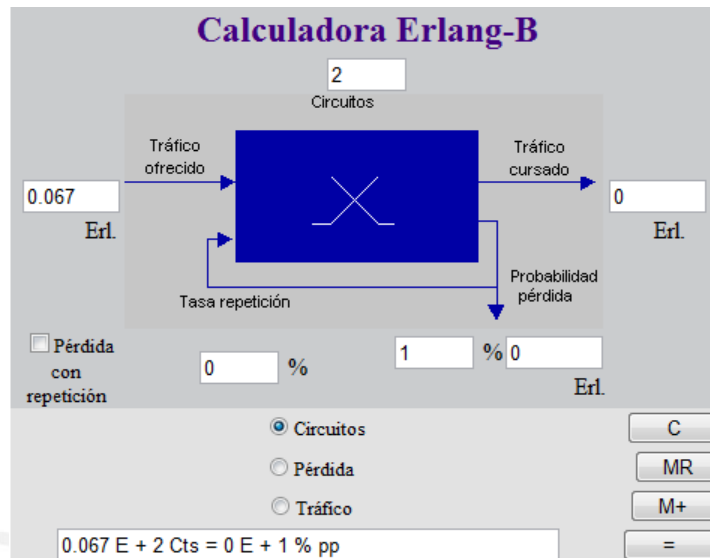 Calculadora Erlang-B
2
Circuitos
Tráfico
ofrecido
Tráfico
cursado
0.067
Erl.
0
Erl.
Tasa repetición
Probabilidad
pérdida
Pérdida
con
repetición
0 %
1 % 0
Erl.
Circuitos
Pérdida
Tráfico
C
MR
M+
=
0.067 E + 2 Cts = 0 E + 1 % pp